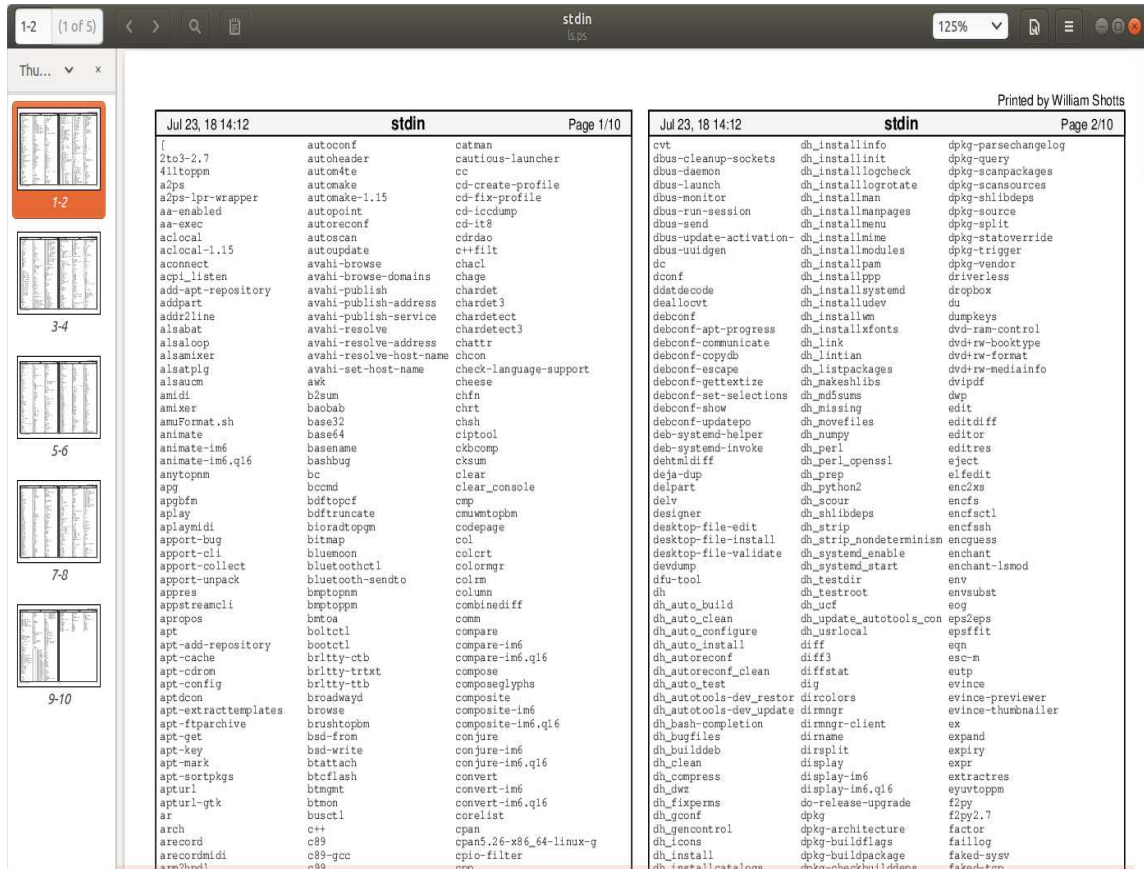 1-2 (1 of 5)
stdin
ls.ps
125%
Thu...
1-2
3-4
5-6
7-8
9-10
Printed by William Shotts
Jul 23, 18 14:12 stdin Page 1/10
[ autoconf catman
2to3-2.7 autoheader cautious-launcher
411toppm autom4te cc
a2ps automake cd-create-profile
a2ps-lpr-wrapper automake-1.15 cd-fix-profile
aa-enabled autopoint cd-iccdump
aa-exec autoreconf cd-it8
aclocal autoscan cdrdao
aclocal-1.15 autoupdate c++filt
aconnect avahi-browse chacl
acpi_listen avahi-browse-domains chage
add-apt-repository avahi-publish chardet
addpart avahi-publish-address chardet3
addr2line avahi-publish-service chardetect
alsabat avahi-resolve chardetect3
alsaloop avahi-resolve-address chattr
alsamixer avahi-resolve-host-name chcon
alsatplg avahi-set-host-name check-language-support
alsaucm awk cheese
amidi b2sum chfn
amixer baobab chrt
amuFormat.sh base32 chsh
animate base64 ciptool
animate-im6 basename ckbcomp
animate-im6.q16 bashbug cksum
anytopnm bc clear
apg bccmd clear_console
apgbfm bdftopcf cmp
aplay bdftruncate cmuwmtopbm
aplaymidi bioradtopgm codepage
apport-bug bitmap col
apport-cli bluemoon colcrt
apport-collect bluetoothctl colormgr
apport-unpack bluetooth-sendto colrm
appres bmptopnm column
appstreamcli bmptoppm combinediff
apropos bmtoa comm
apt boltctl compare
apt-add-repository bootctl compare-im6
apt-cache brltty-ctb compare-im6.q16
apt-cdrom brltty-trtxt compose
apt-config brltty-ttb composeglyphs
aptdcon broadwayd composite
apt-extracttemplates browse composite-im6
apt-ftparchive brushtopbm composite-im6.q16
apt-get bsd-from conjure
apt-key bsd-write conjure-im6
apt-mark btattach conjure-im6.q16
apt-sortpkgs btcflash convert
apturl btmgmt convert-im6
apturl-gtk btmon convert-im6.q16
ar busctl corelist
arch c++ cpan
arecord c89 cpan5.26-x86_64-linux-g
arecordmidi c89-gcc cpio-filter
arm2hpdl c99 cpp
Jul 23, 18 14:12 stdin Page 2/10
cvt dh_installinfo dpkg-parsechangelog
dbus-cleanup-sockets dh_installinit dpkg-query
dbus-daemon dh_installlogcheck dpkg-scanpackages
dbus-launch dh_installlogrotate dpkg-scansources
dbus-monitor dh_installman dpkg-shlibdeps
dbus-run-session dh_installmanpages dpkg-source
dbus-send dh_installmenu dpkg-split
dbus-update-activation- dh_installmime dpkg-statoverride
dbus-uuidgen dh_installmodules dpkg-trigger
dc dh_installpam dpkg-vendor
dconf dh_installppp driverless
ddstdecode dh_installsystemd dropbox
deallocvt dh_installudev du
debconf dh_installwm dumpkeys
debconf-apt-progress dh_installxfonts dvd-ram-control
debconf-communicate dh_link dvd+rw-booktype
debconf-copydb dh_lintian dvd+rw-format
debconf-escape dh_listpackages dvd+rw-mediainfo
debconf-gettextize dh_makeshlibs dvipdf
debconf-set-selections dh_md5sums dwp
debconf-show dh_missing edit
debconf-updatepo dh_movefiles editdiff
deb-systemd-helper dh_numpy editor
deb-systemd-invoke dh_perl editres
dehtmldiff dh_perl_openssl eject
deja-dup dh_prep elfedit
delpart dh_python2 enc2xs
delv dh_scour encfs
designer dh_shlibdeps encfsctl
desktop-file-edit dh_strip encfssh
desktop-file-install dh_strip_nondeterminism encguess
desktop-file-validate dh_systemd_enable enchant
devdump dh_systemd_start enchant-lsmod
dfu-tool dh_testdir env
dh dh_testroot envsubst
dh_auto_build dh_ucf eog
dh_auto_clean dh_update_autotools_con eps2eps
dh_auto_configure dh_usrlocal epsffit
dh_auto_install diff eqn
dh_autoreconf diff3 esc-m
dh_autoreconf_clean diffstat eutp
dh_auto_test dig evince
dh_autotools-dev_restor dircolors evince-previewer
dh_autotools-dev_update dirmngr evince-thumbnailer
dh_bash-completion dirmngr-client ex
dh_bugfiles dirname expand
dh_builddeb dirsplit expiry
dh_clean display expr
dh_compress display-im6 extractres
dh_dwz display-im6.q16 eyuvtoppm
dh_fixperms do-release-upgrade f2py
dh_gconf dpkg f2py2.7
dh_gencontrol dpkg-architecture factor
dh_icons dpkg-buildflags faillog
dh_install dpkg-buildpackage faked-sysv
dh_installcatalogs dpkg-checkbuilddeps faked-tcp